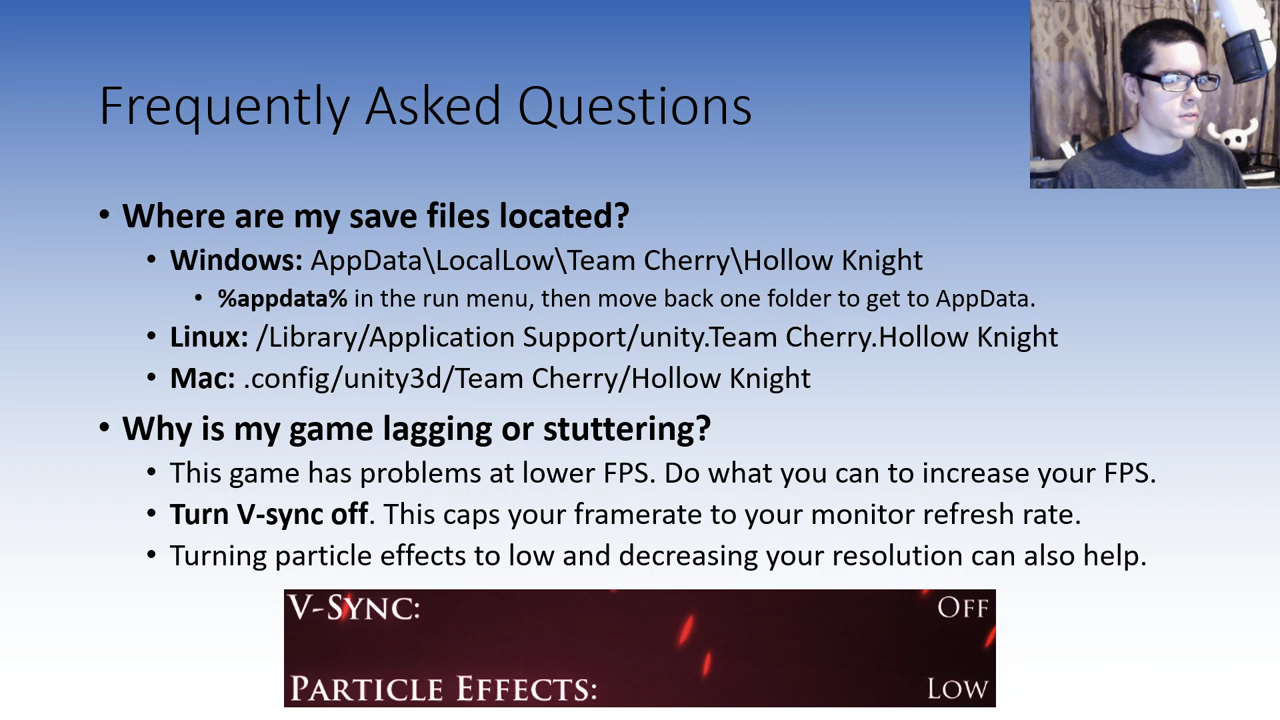 Frequently Asked Questions
• Where are my save files located?
• Windows: AppData\LocalLow\Team Cherry\Hollow Knight
• %appdata% in the run menu, then move back one folder to get to AppData.
• Linux: /Library/Application Support/unity.Team Cherry.Hollow Knight
• Mac: .config/unity3d/Team Cherry/Hollow Knight
• Why is my game lagging or stuttering?
• This game has problems at lower FPS. Do what you can to increase your FPS.
• Turn V-sync off. This caps your framerate to your monitor refresh rate.
• Turning particle effects to low and decreasing your resolution can also help.
V-Sync: Off
Particle Effects: Low